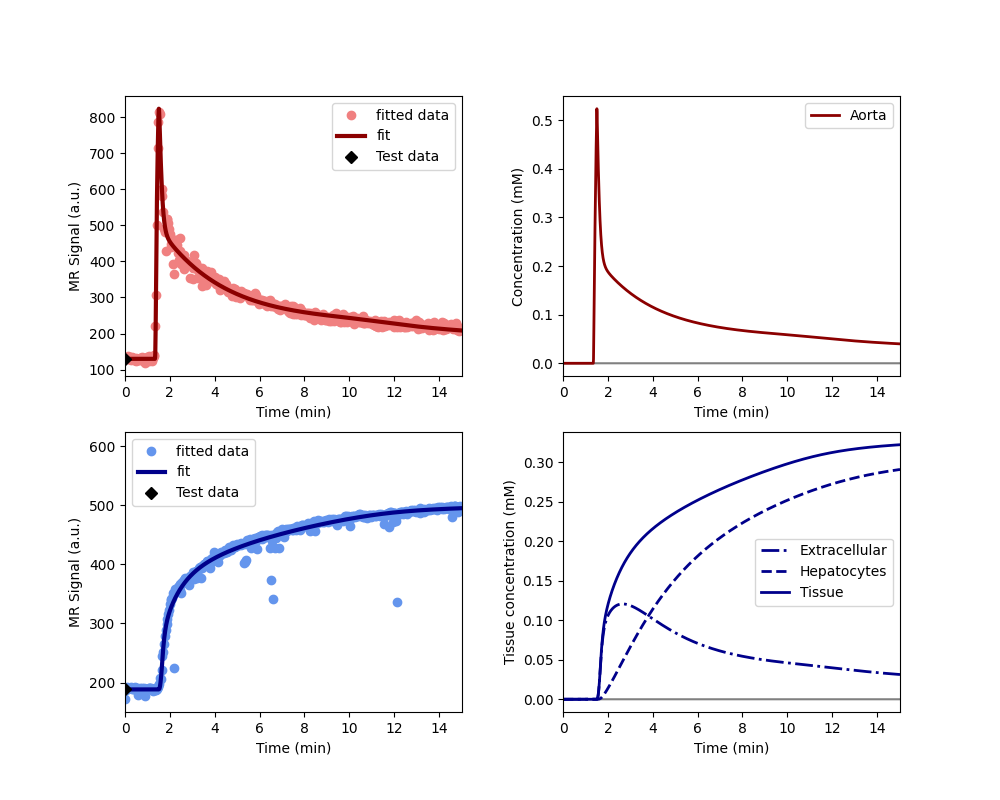 800
700
600
500
400
300
200
100
MR Signal (a.u.)
0 2 4 6 8 10 12 14
Time (min)
fitted data
fit
Test data
0.5
0.4
0.3
0.2
0.1
0.0
Concentration (mM)
0 2 4 6 8 10 12 14
Time (min)
Aorta
600
500
400
300
200
MR Signal (a.u.)
0 2 4 6 8 10 12 14
Time (min)
fitted data
fit
Test data
0.30
0.25
0.20
0.15
0.10
0.05
0.00
Tissue concentration (mM)
0 2 4 6 8 10 12 14
Time (min)
Extracellular
Hepatocytes
Tissue